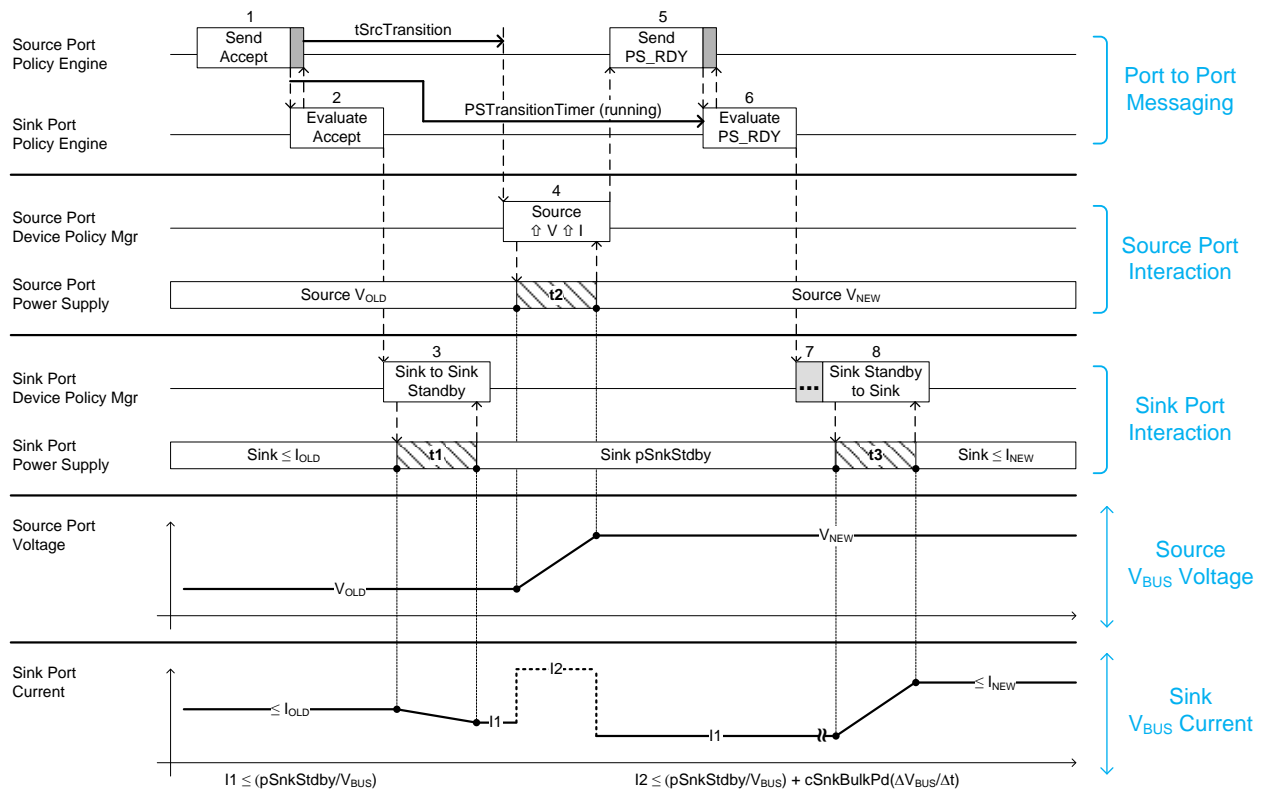 1
5
Source Port
Policy Engine
Send
Accept
tSrcTransition
Send
PS_RDY
Port to Port
Messaging
2
PSTransitionTimer (running)
6
Sink Port
Policy Engine
Evaluate
Accept
Evaluate
PS_RDY
4
Source Port
Device Policy Mgr
Source
⇧ V ⇧ I
Source Port
Interaction
Source Port
Power Supply
Source VOLD
t2
Source VNEW
3
7
8
Sink Port
Device Policy Mgr
Sink to Sink
Standby
...
Sink Standby
to Sink
Sink Port
Interaction
Sink Port
Power Supply
Sink ≤ IOLD
t1
Sink pSnkStdby
t3
Sink ≤ INEW
Source Port
Voltage
VOLD
VNEW
Source
VBUS Voltage
Sink Port
Current
≤ IOLD
I1
I2
I1
≤ INEW
Sink
VBUS Current
I1 ≤ (pSnkStdby/VBUS)
I2 ≤ (pSnkStdby/VBUS) + cSnkBulkPd(ΔVBUS/Δt)